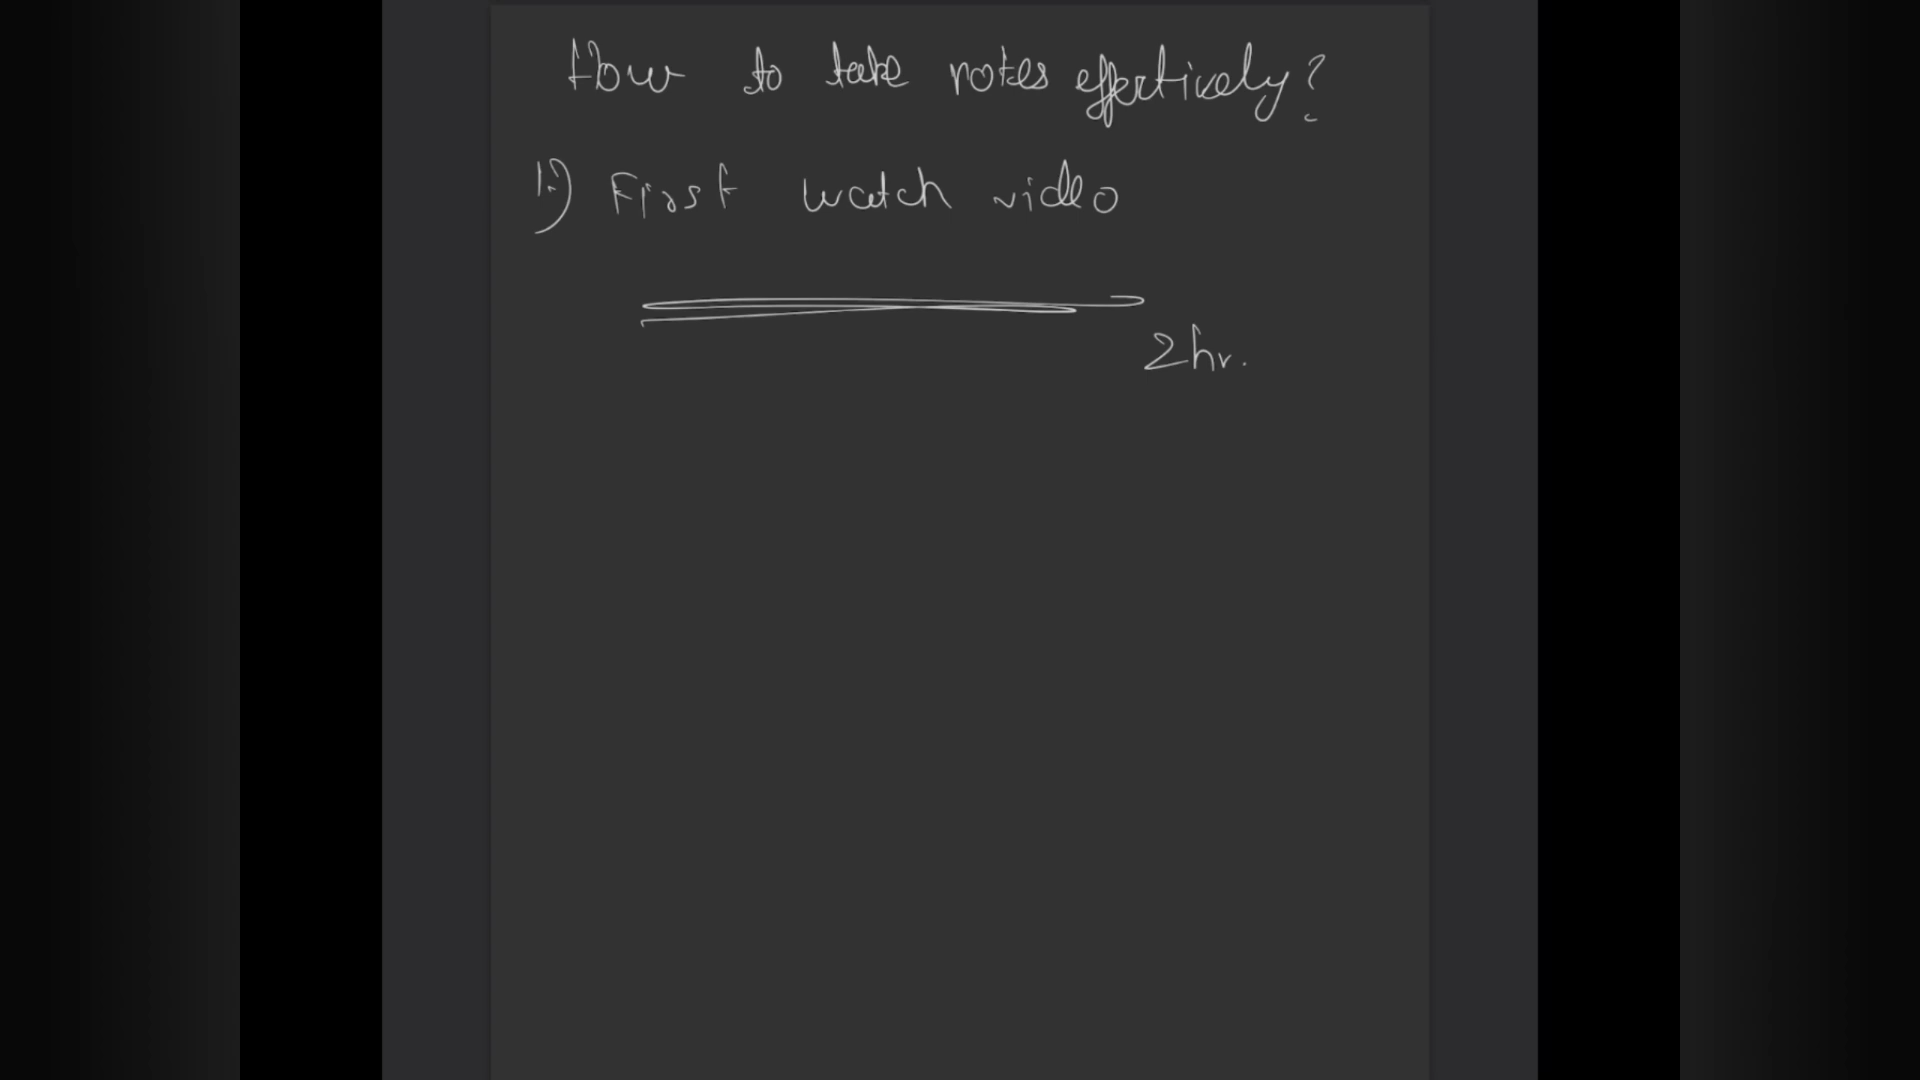 How to take notes effectively?
1.) First watch video
2hr.